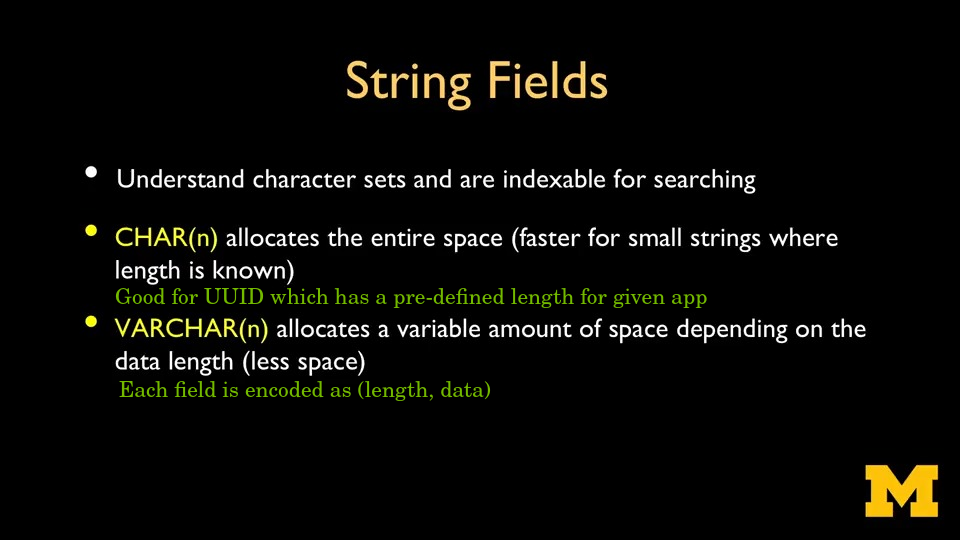 String Fields
• Understand character sets and are indexable for searching
• CHAR(n) allocates the entire space (faster for small strings where
length is known)
Good for UUID which has a pre-defined length for given app
• VARCHAR(n) allocates a variable amount of space depending on the
data length (less space)
Each field is encoded as (length, data)
M